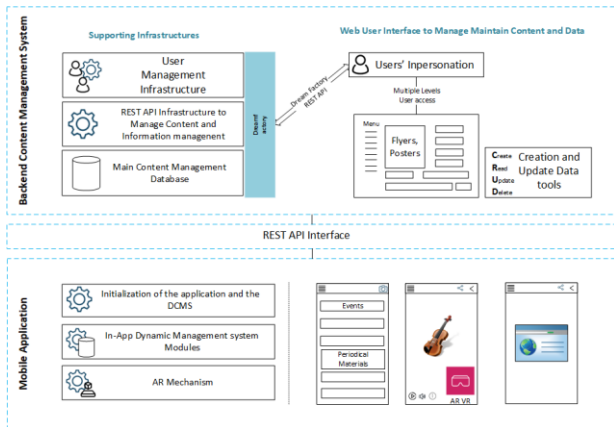 Backend Content Management System
Supporting Infrastructures
User
Management
Infrastructure
REST API Infrastructure to
Manage Content and
Information management
Main Content Management
Database
DreamF
actory
Dream Factory
REST API
Web User Interface to Manage Maintain Content and Data
Users' Inpersonation
Multiple Levels
User access
Menu
Flyers,
Posters
Create
Read
Update
Delete
Creation and
Update Data
tools
REST API Interface
Mobile Application
Initialization of the application and the
DCMS
In-App Dynamic Management system
Modules
AR Mechanism
Events
Periodical
Materials
AR VR